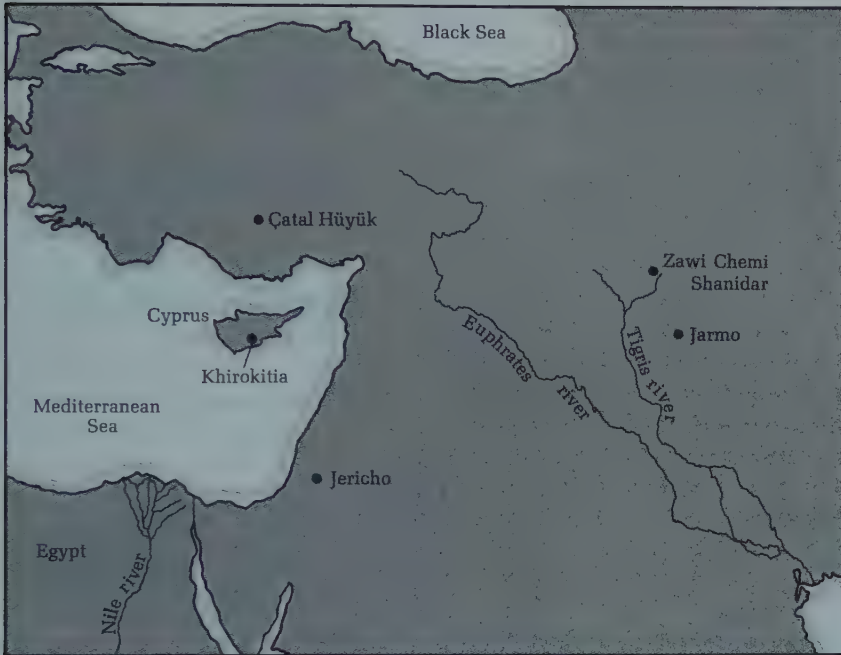 Black Sea
Çatal Hüyük
Zawi Chemi
Shanidar
Cyprus
Jarmo
Euphrates
river
Tigris river
Khirokitia
Mediterranean
Sea
Jericho
Egypt
Nile river